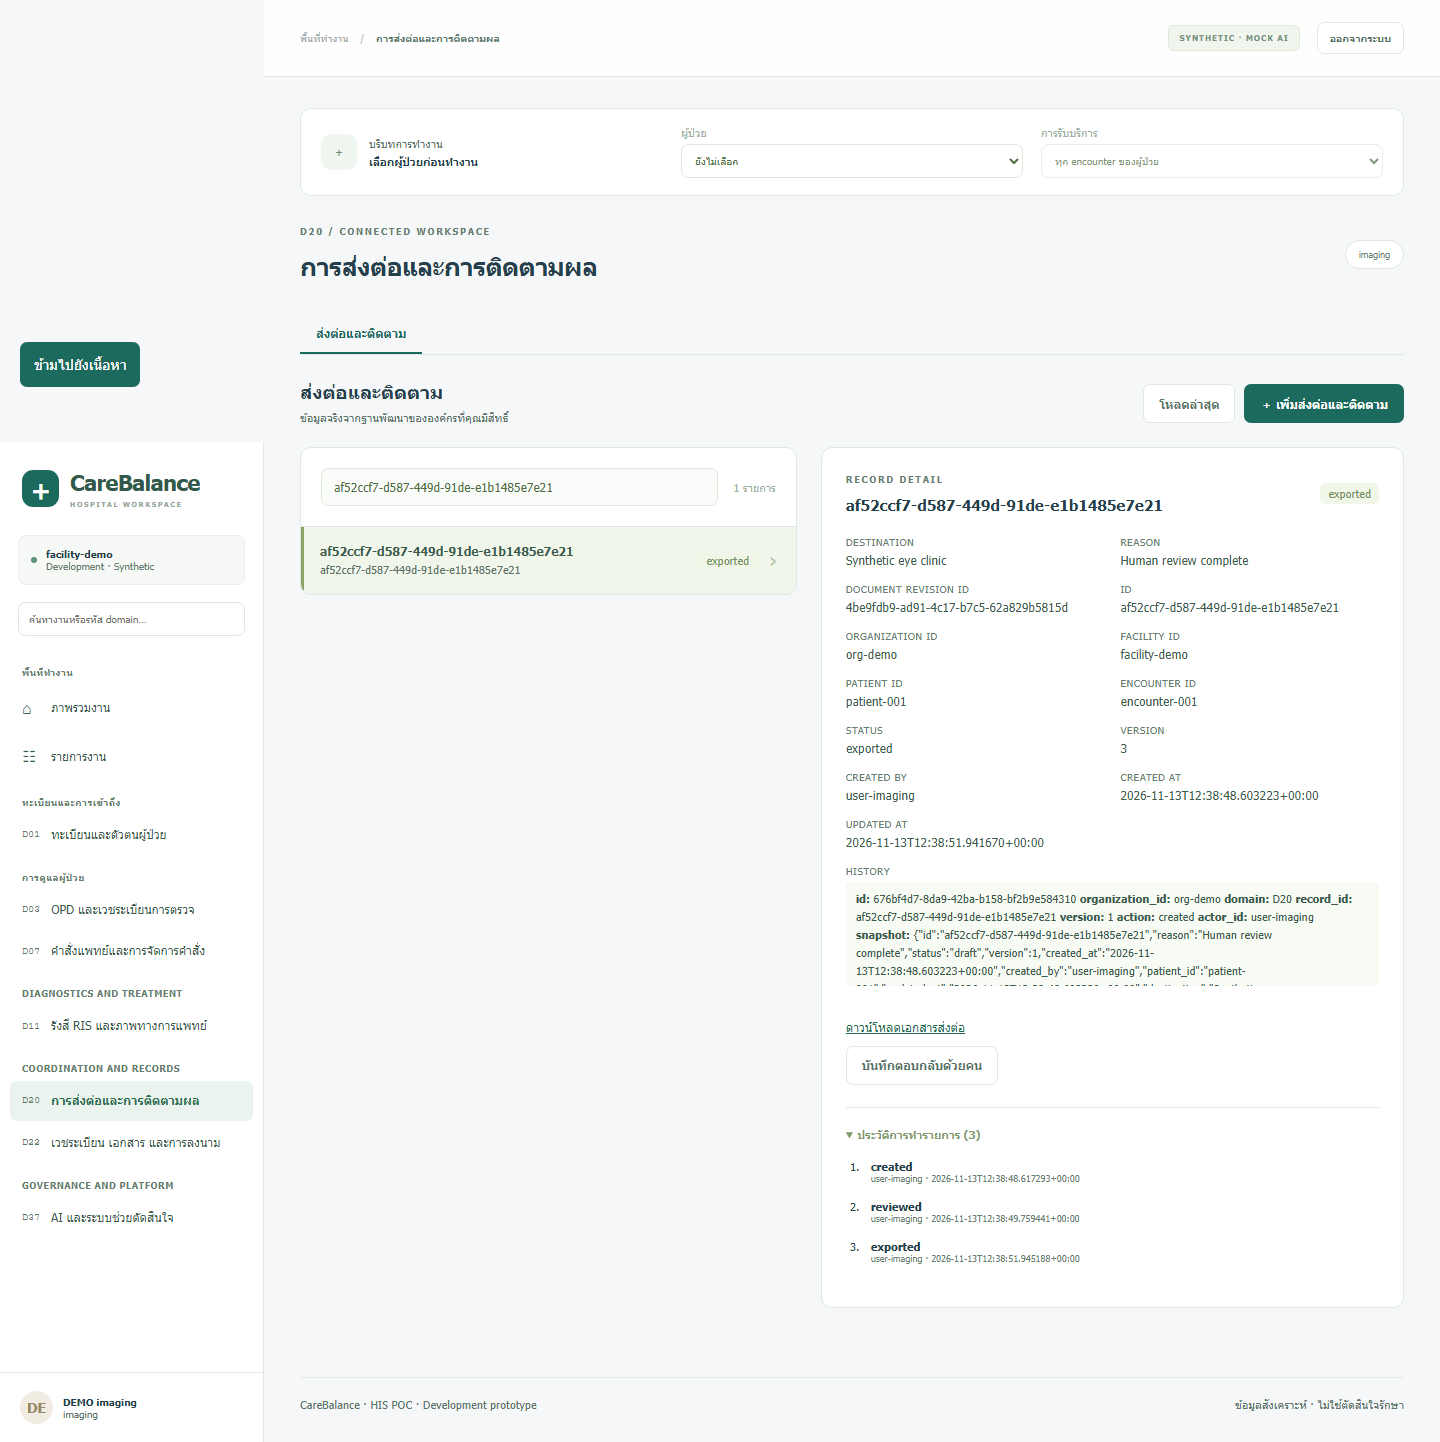 พื้นที่ทำงาน / การส่งต่อและการติดตามผล
SYNTHETIC · MOCK AI
ออกจากระบบ
+
บริบทการทำงาน
เลือกผู้ป่วยก่อนทำงาน
ผู้ป่วย
ยังไม่เลือก
การรับบริการ
ทุก encounter ของผู้ป่วย
D20 / CONNECTED WORKSPACE
การส่งต่อและการติดตามผล
imaging
ส่งต่อและติดตาม
ข้ามไปยังเนื้อหา
ส่งต่อและติดตาม
ข้อมูลจริงจากฐานพัฒนาขององค์กรที่คุณมีสิทธิ์
โหลดล่าสุด
+ เพิ่มส่งต่อและติดตาม
CareBalance
HOSPITAL WORKSPACE
facility-demo
Development · Synthetic
ค้นหางานหรือรหัส domain...
พื้นที่ทำงาน
ภาพรวมงาน
รายการงาน
ทะเบียนและการเข้าถึง
D01 ทะเบียนและตัวตนผู้ป่วย
การดูแลผู้ป่วย
D03 OPD และเวชระเบียนการตรวจ
D07 คำสั่งแพทย์และการจัดการคำสั่ง
DIAGNOSTICS AND TREATMENT
D11 รังสี RIS และภาพทางการแพทย์
COORDINATION AND RECORDS
D20 การส่งต่อและการติดตามผล
D22 เวชระเบียน เอกสาร และการลงนาม
GOVERNANCE AND PLATFORM
D37 AI และระบบช่วยตัดสินใจ
DE
DEMO imaging
imaging
af52ccf7-d587-449d-91de-e1b1485e7e21
1 รายการ
af52ccf7-d587-449d-91de-e1b1485e7e21
af52ccf7-d587-449d-91de-e1b1485e7e21
exported
RECORD DETAIL
af52ccf7-d587-449d-91de-e1b1485e7e21
exported
DESTINATION
Synthetic eye clinic
REASON
Human review complete
DOCUMENT REVISION ID
4be9fdb9-ad91-4c17-b7c5-62a829b5815d
ID
af52ccf7-d587-449d-91de-e1b1485e7e21
ORGANIZATION ID
org-demo
FACILITY ID
facility-demo
PATIENT ID
patient-001
ENCOUNTER ID
encounter-001
STATUS
exported
VERSION
3
CREATED BY
user-imaging
CREATED AT
2026-11-13T12:38:48.603223+00:00
UPDATED AT
2026-11-13T12:38:51.941670+00:00
HISTORY
id: 676bf4d7-8da9-42ba-b158-bf2b9e584310 organization_id: org-demo domain: D20 record_id:
af52ccf7-d587-449d-91de-e1b1485e7e21 version: 1 action: created actor_id: user-imaging
snapshot: {"id":"af52ccf7-d587-449d-91de-e1b1485e7e21","reason":"Human review
complete","status":"draft","version":1,"created_at":"2026-11-
13T12:38:48.603223+00:00","created_by":"user-imaging","patient_id":"patient-
ดาวน์โหลดเอกสารส่งต่อ
บันทึกตอบกลับด้วยคน
ประวัติการทำรายการ (3)
1. created
user-imaging · 2026-11-13T12:38:48.617293+00:00
2. reviewed
user-imaging · 2026-11-13T12:38:49.759441+00:00
3. exported
user-imaging · 2026-11-13T12:38:51.945188+00:00
CareBalance · HIS POC · Development prototype
ข้อมูลสังเคราะห์ · ไม่ใช้ตัดสินใจรักษา